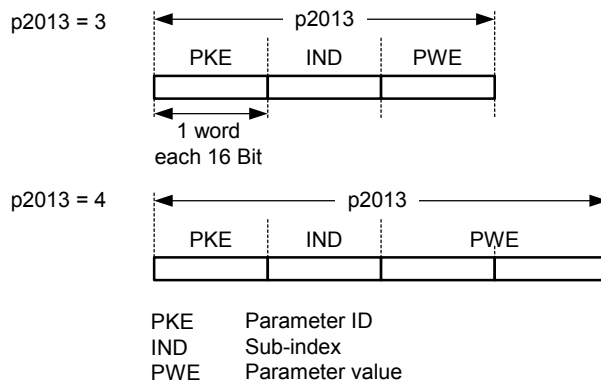 p2013 = 3
p2013
PKE IND PWE
1 word
each 16 Bit
p2013 = 4
p2013
PKE IND PWE
PKE Parameter ID
IND Sub-index
PWE Parameter value